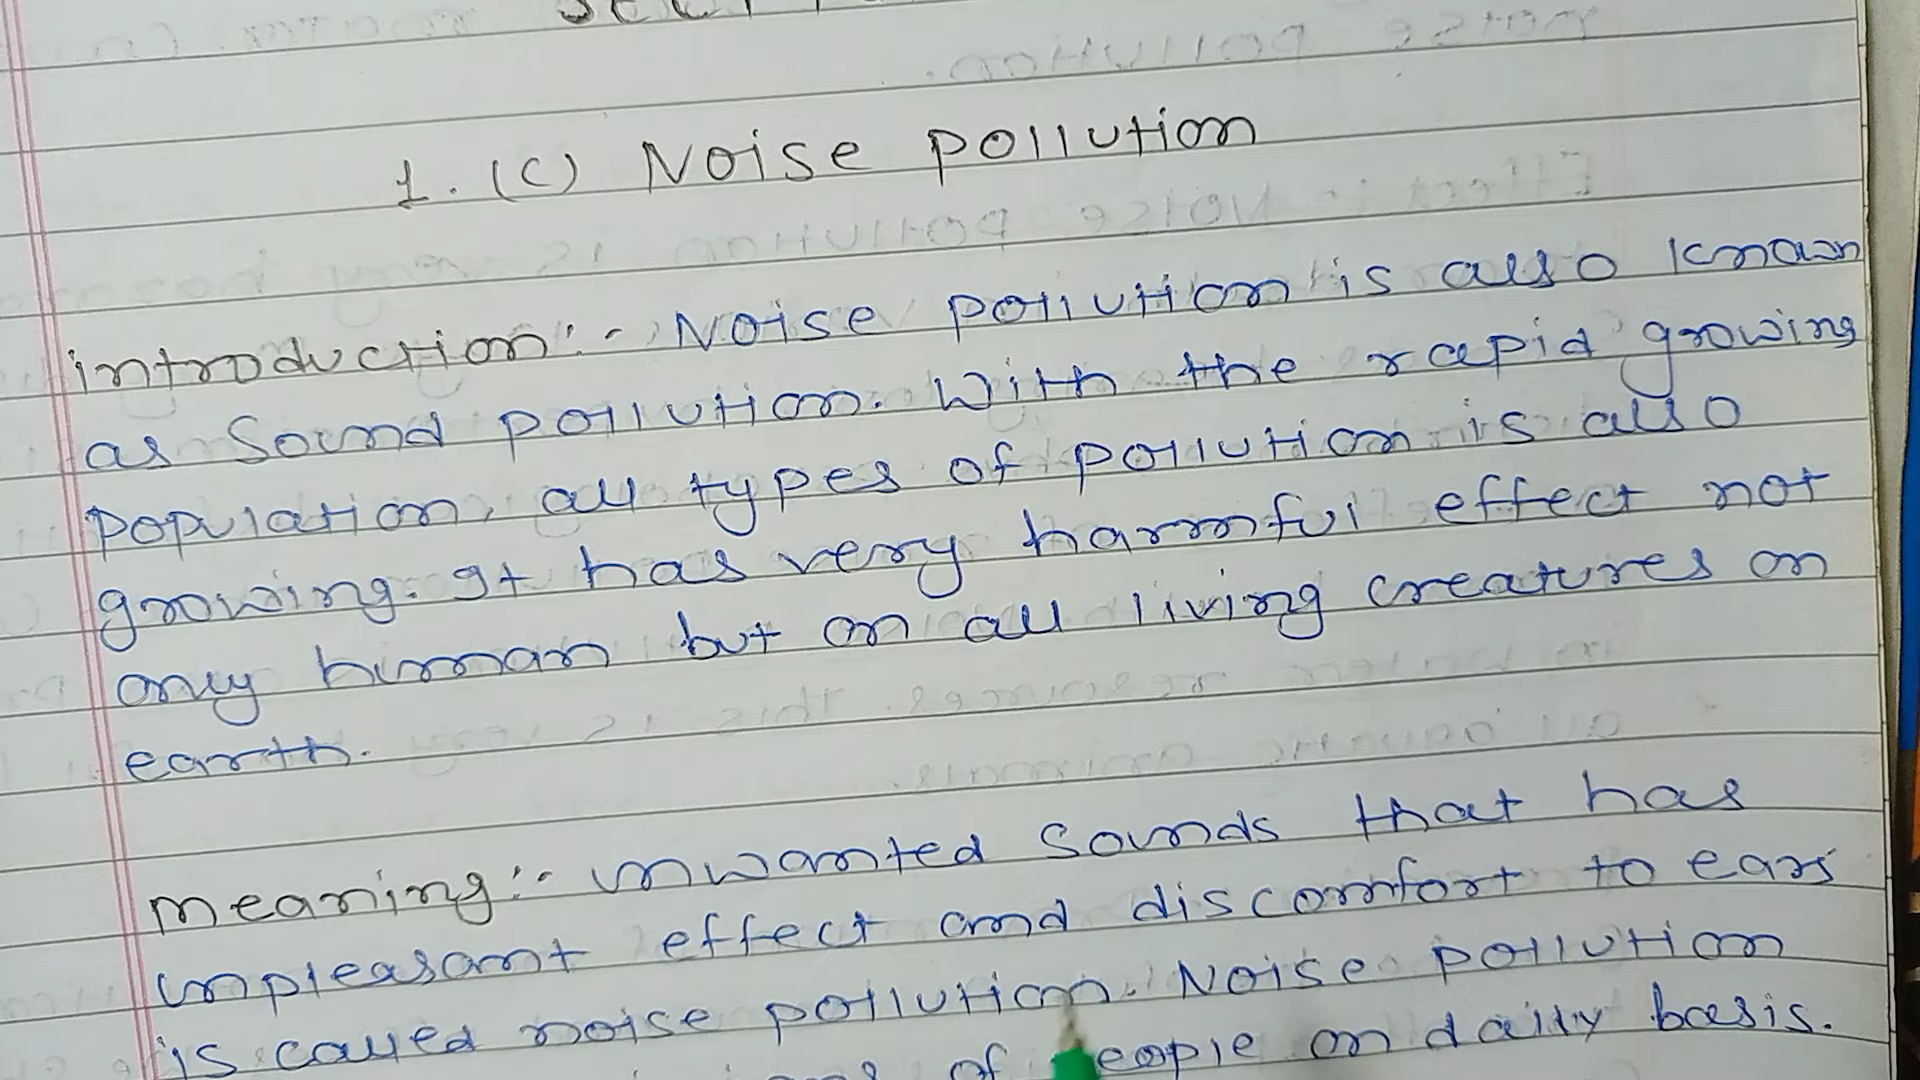 1. (C) Noise pollution
introduction:- Noise pollution is also known
as sound pollution. With the rapid growing
population, all types of pollution is also
growing. It has very harmful effect not
only human but on all living creatures on
earth.
meaning:- unwanted sounds that has
unpleasant effect and discomfort to ears
is called noise pollution. Noise pollution
of people on daily basis.